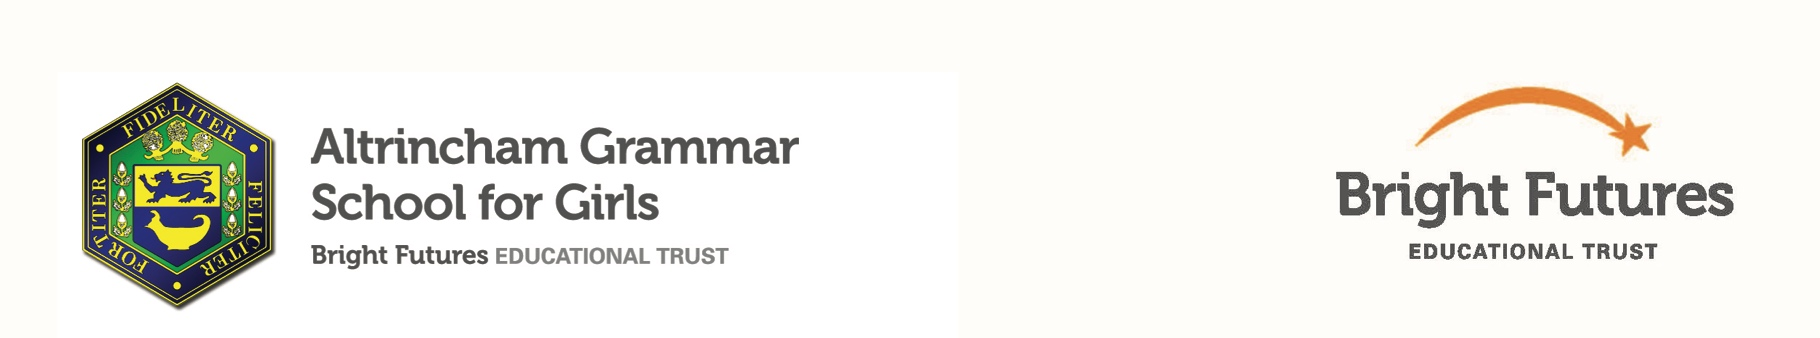 FIDELITER
FORTITER
FELICITER
Altrincham Grammar
School for Girls
Bright Futures EDUCATIONAL TRUST
Bright Futures
EDUCATIONAL TRUST